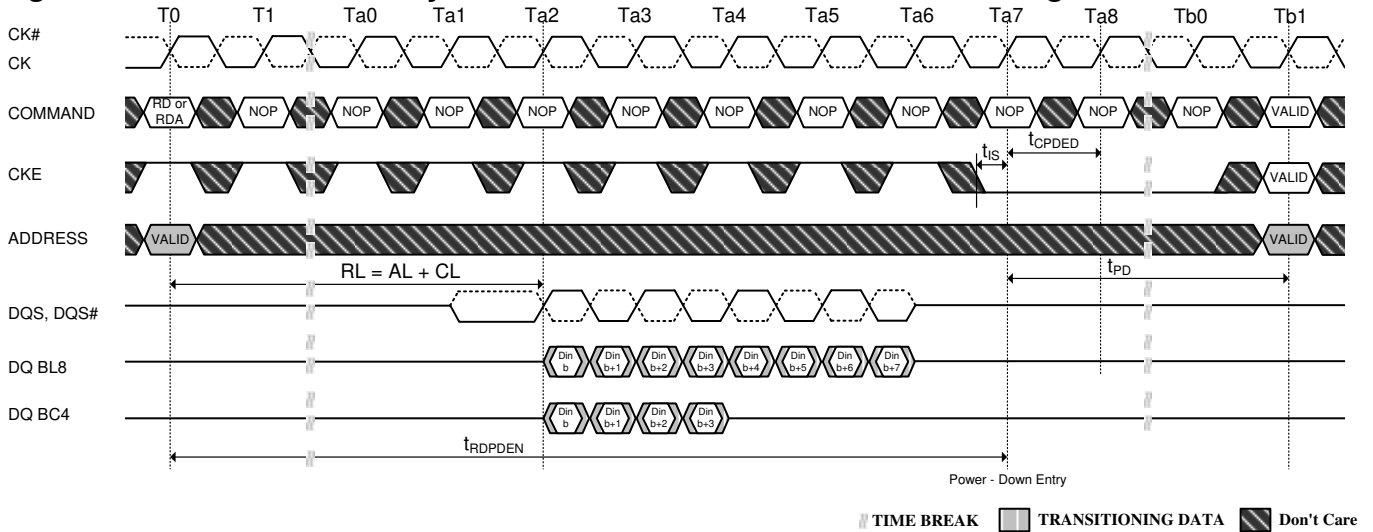 T0 T1 Ta0 Ta1 Ta2 Ta3 Ta4 Ta5 Ta6 Ta7 Ta8 Tb0 Tb1
CK#
CK
COMMAND RD or RDA NOP NOP NOP NOP NOP NOP NOP NOP NOP NOP NOP VALID
tIS tCPDED
CKE VALID
ADDRESS VALID VALID
RL = AL + CL tPD
DQS, DQS#
DQ BL8 Din b Din b+1 Din b+2 Din b+3 Din b+4 Din b+5 Din b+6 Din b+7
DQ BC4 Din b Din b+1 Din b+2 Din b+3
tRDPDEN
Power - Down Entry
TIME BREAK TRANSITIONING DATA Don't Care